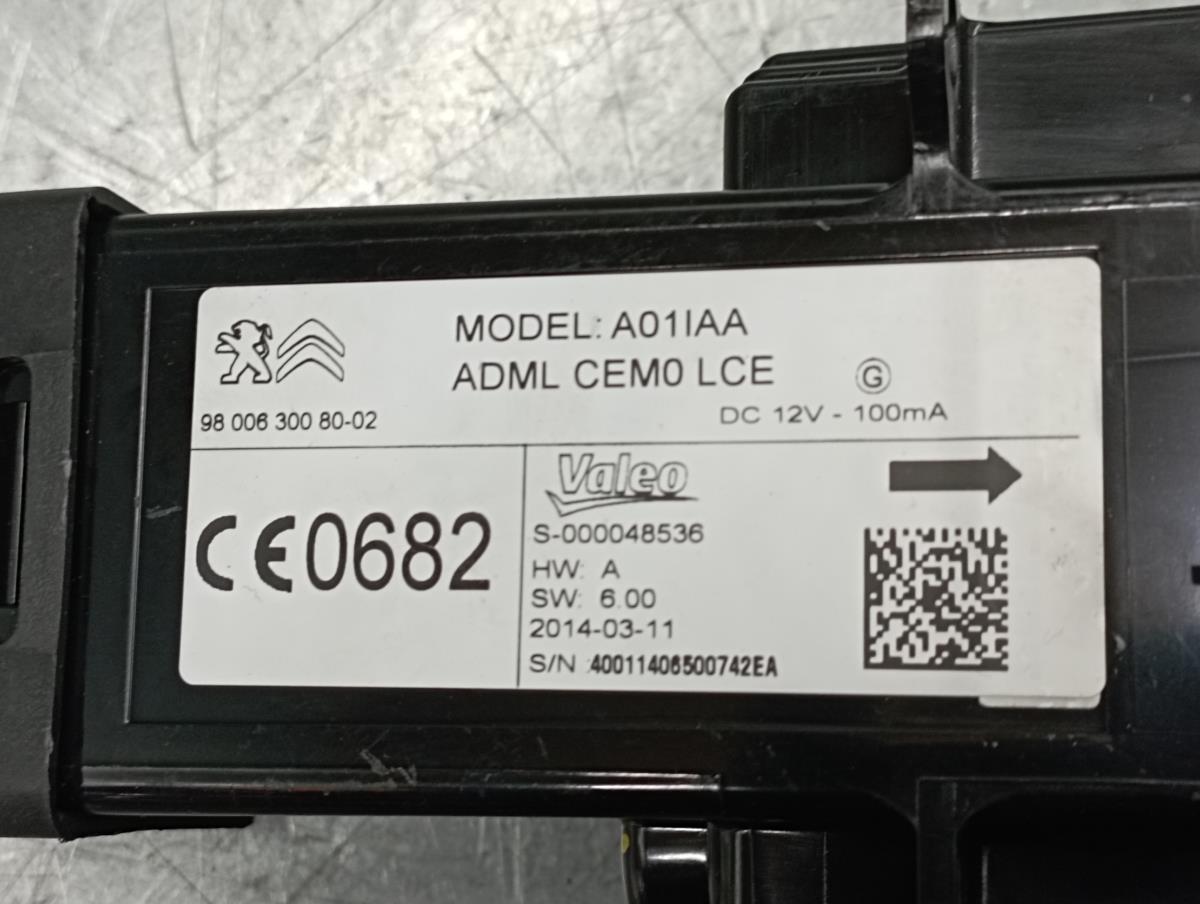 MODEL: A01IAA
ADML CEM0 LCE G
98 006 300 80-02 DC 12V - 100mA
CE0682
Valeo
S-000048536
HW: A
SW: 6.00
2014-03-11
S/N :40011406500742EA